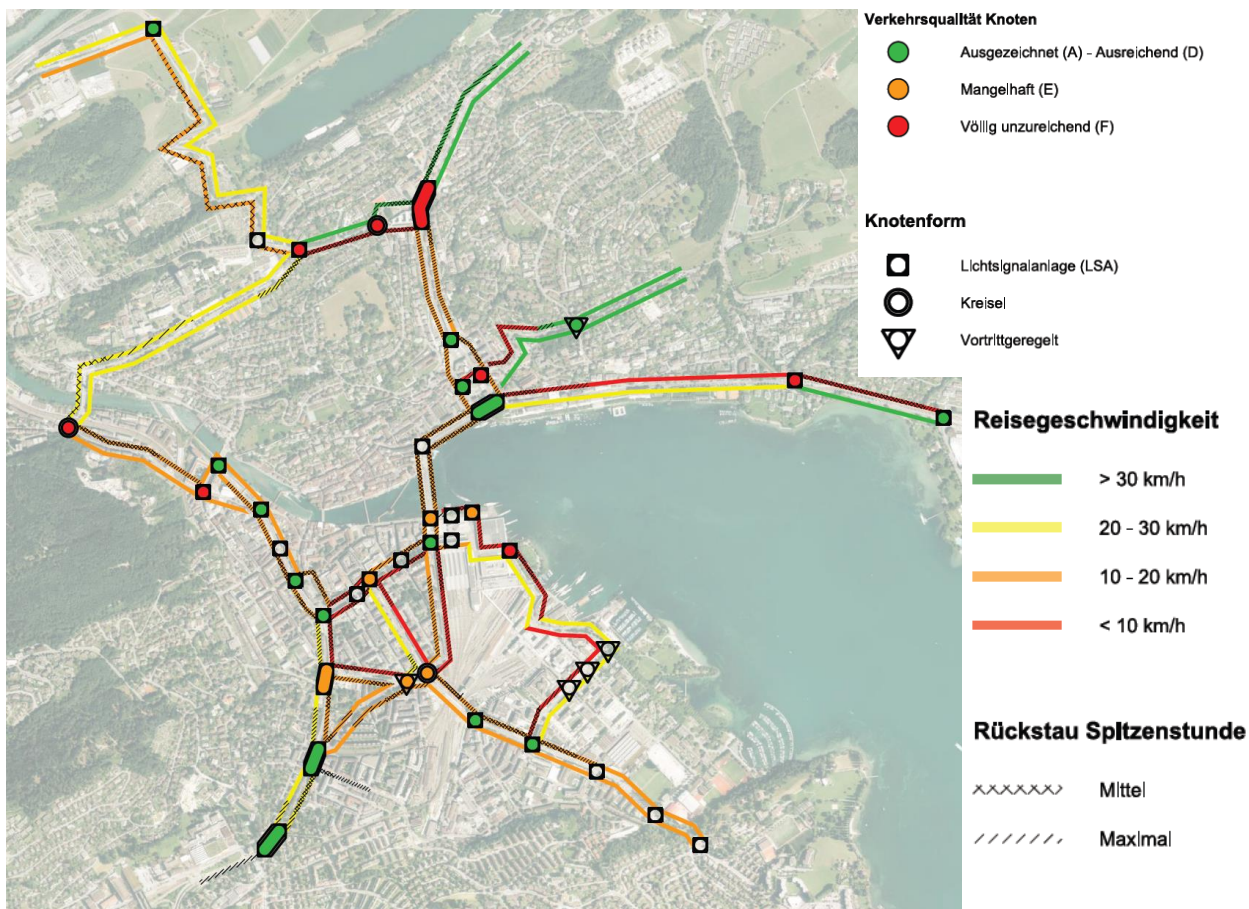 Verkehrsqualität Knoten
Ausgezeichnet (A) - Ausreichend (D)
Mangelhaft (E)
Völlig unzureichend (F)
Knotenform
Lichtsignalanlage (LSA)
Kreisel
Vortrittgeregelt
Reisegeschwindigkeit
> 30 km/h
20 - 30 km/h
10 - 20 km/h
< 10 km/h
Rückstau Spitzenstunde
Mittel
Maximal